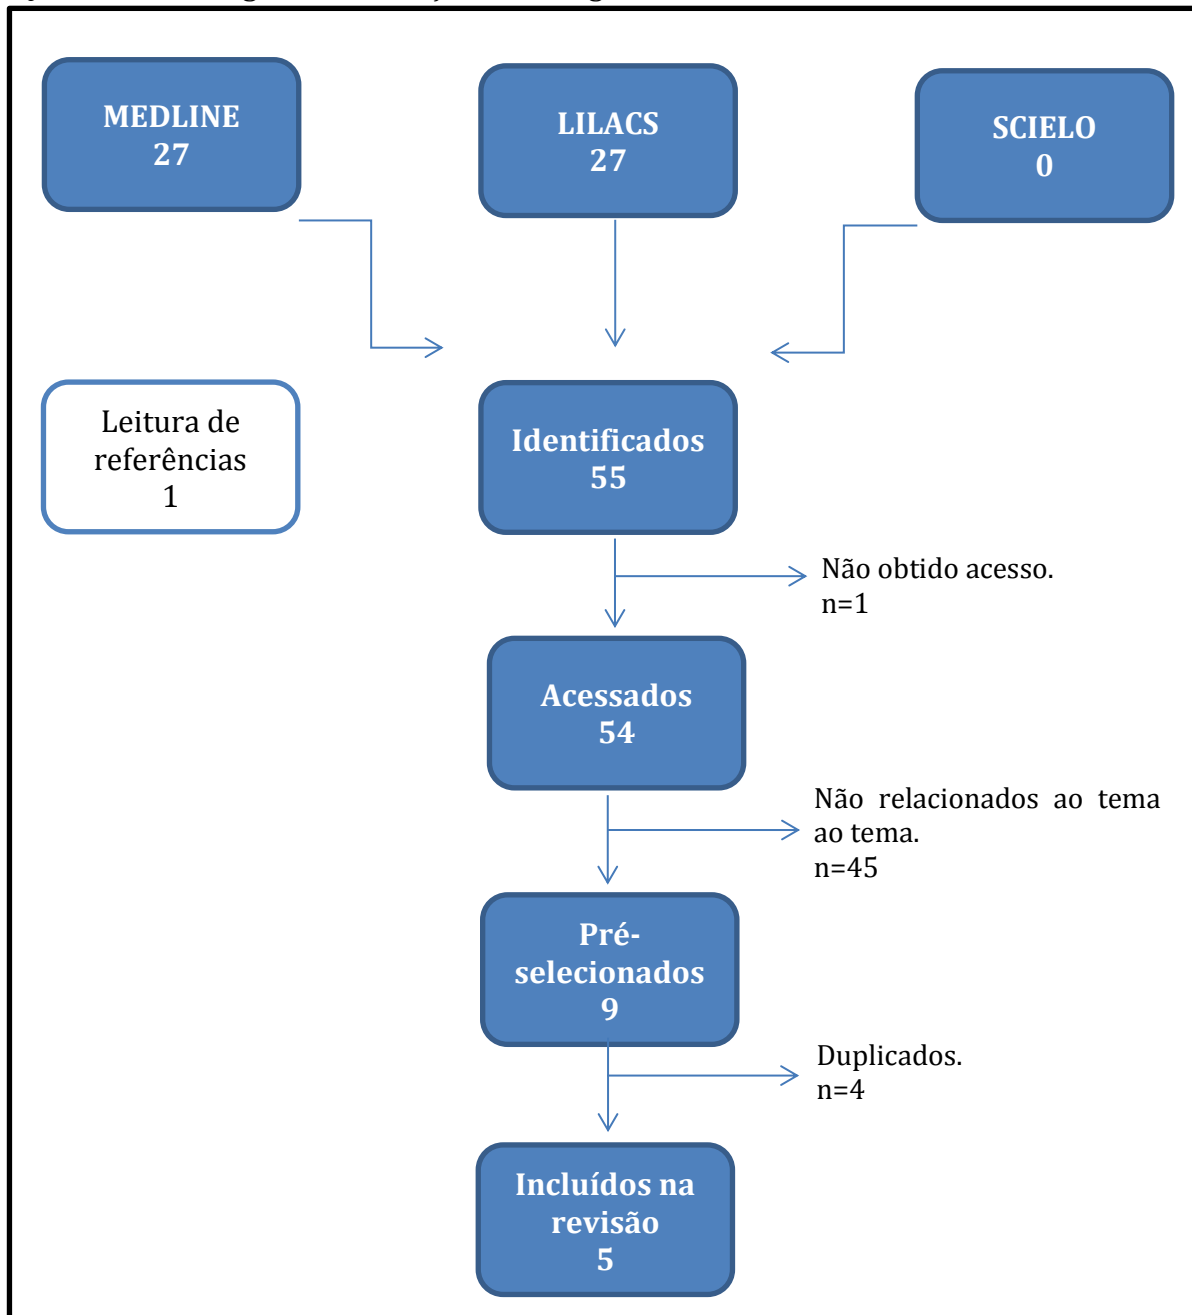 MEDLINE
27
LILACS
27
SCIELO
0
Leitura de
referências
1
Identificados
55
Não obtido acesso.
n=1
Acessados
54
Não relacionados ao tema
ao tema.
n=45
Pré-
selecionados
9
Duplicados.
n=4
Incluídos na
revisão
5